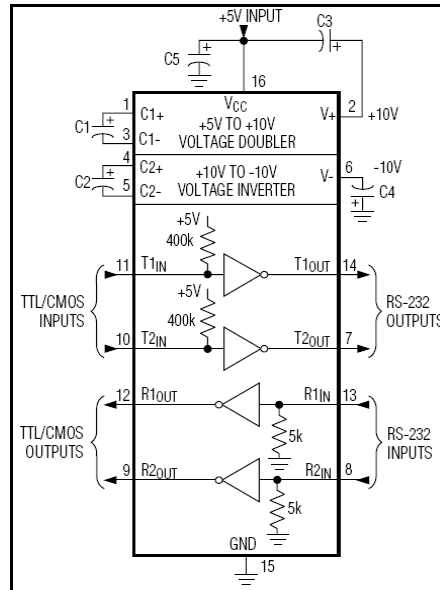 +5V INPUT
C3
C5
16
VCC
1
C1+
C1
3
C1-
+5V TO +10V
VOLTAGE DOUBLER
V+
2
+10V
4
C2+
C2
5
C2-
+10V TO -10V
VOLTAGE INVERTER
V-
6
-10V
C4
+5V
400k
11
T1IN
T1OUT
14
+5V
400k
TTL/CMOS
INPUTS
RS-232
OUTPUTS
10
T2IN
T2OUT
7
12
R1OUT
R1IN
13
5k
TTL/CMOS
OUTPUTS
RS-232
INPUTS
9
R2OUT
R2IN
8
5k
GND
15